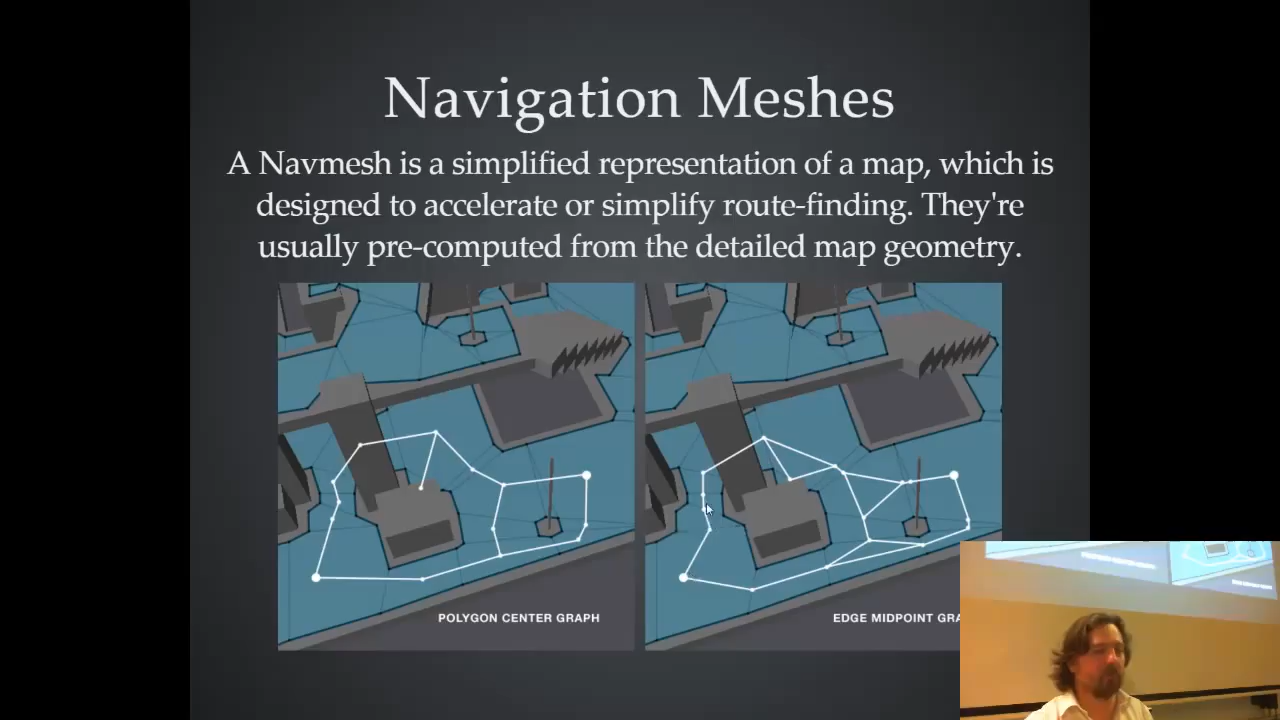 Navigation Meshes
A Navmesh is a simplified representation of a map, which is
designed to accelerate or simplify route-finding. They're
usually pre-computed from the detailed map geometry.
POLYGON CENTER GRAPH
EDGE MIDPOINT